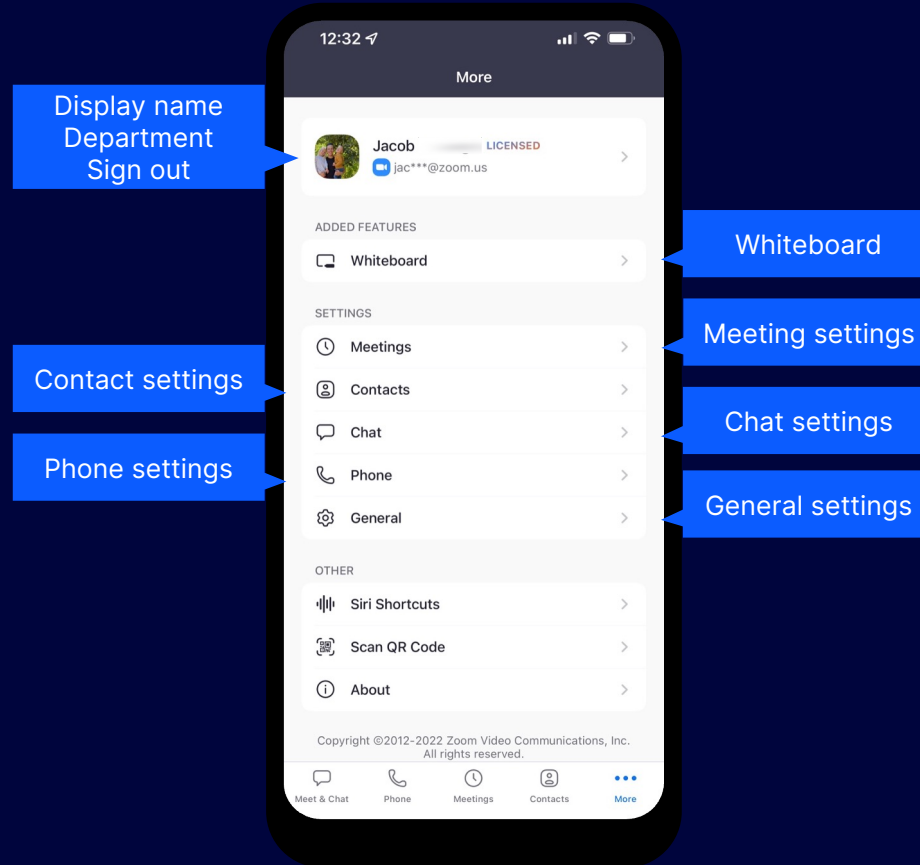 12:32
More
Display name
Department
Sign out
Jacob LICENSED
jac***@zoom.us
ADDED FEATURES
Whiteboard
Whiteboard
SETTINGS
Meetings
Meeting settings
Contact settings
Contacts
Chat
Chat settings
Phone settings
Phone
General
General settings
OTHER
Siri Shortcuts
Scan QR Code
About
Copyright ©2012-2022 Zoom Video Communications, Inc.
All rights reserved.
Meet & Chat Phone Meetings Contacts More